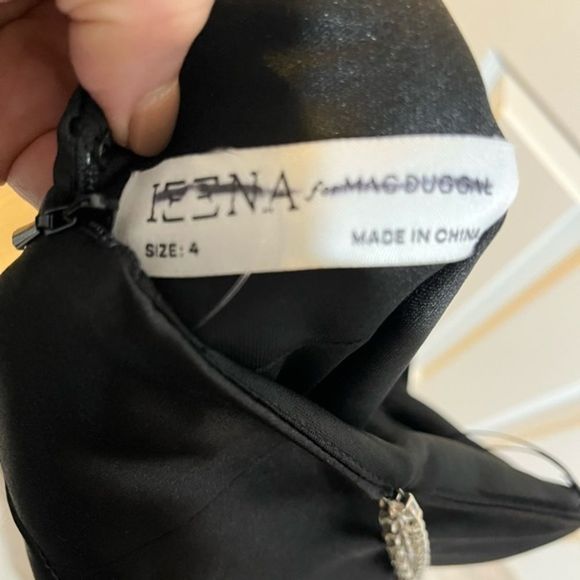 IEENA for MAC DUGGAL
SIZE: 4
MADE IN CHINA